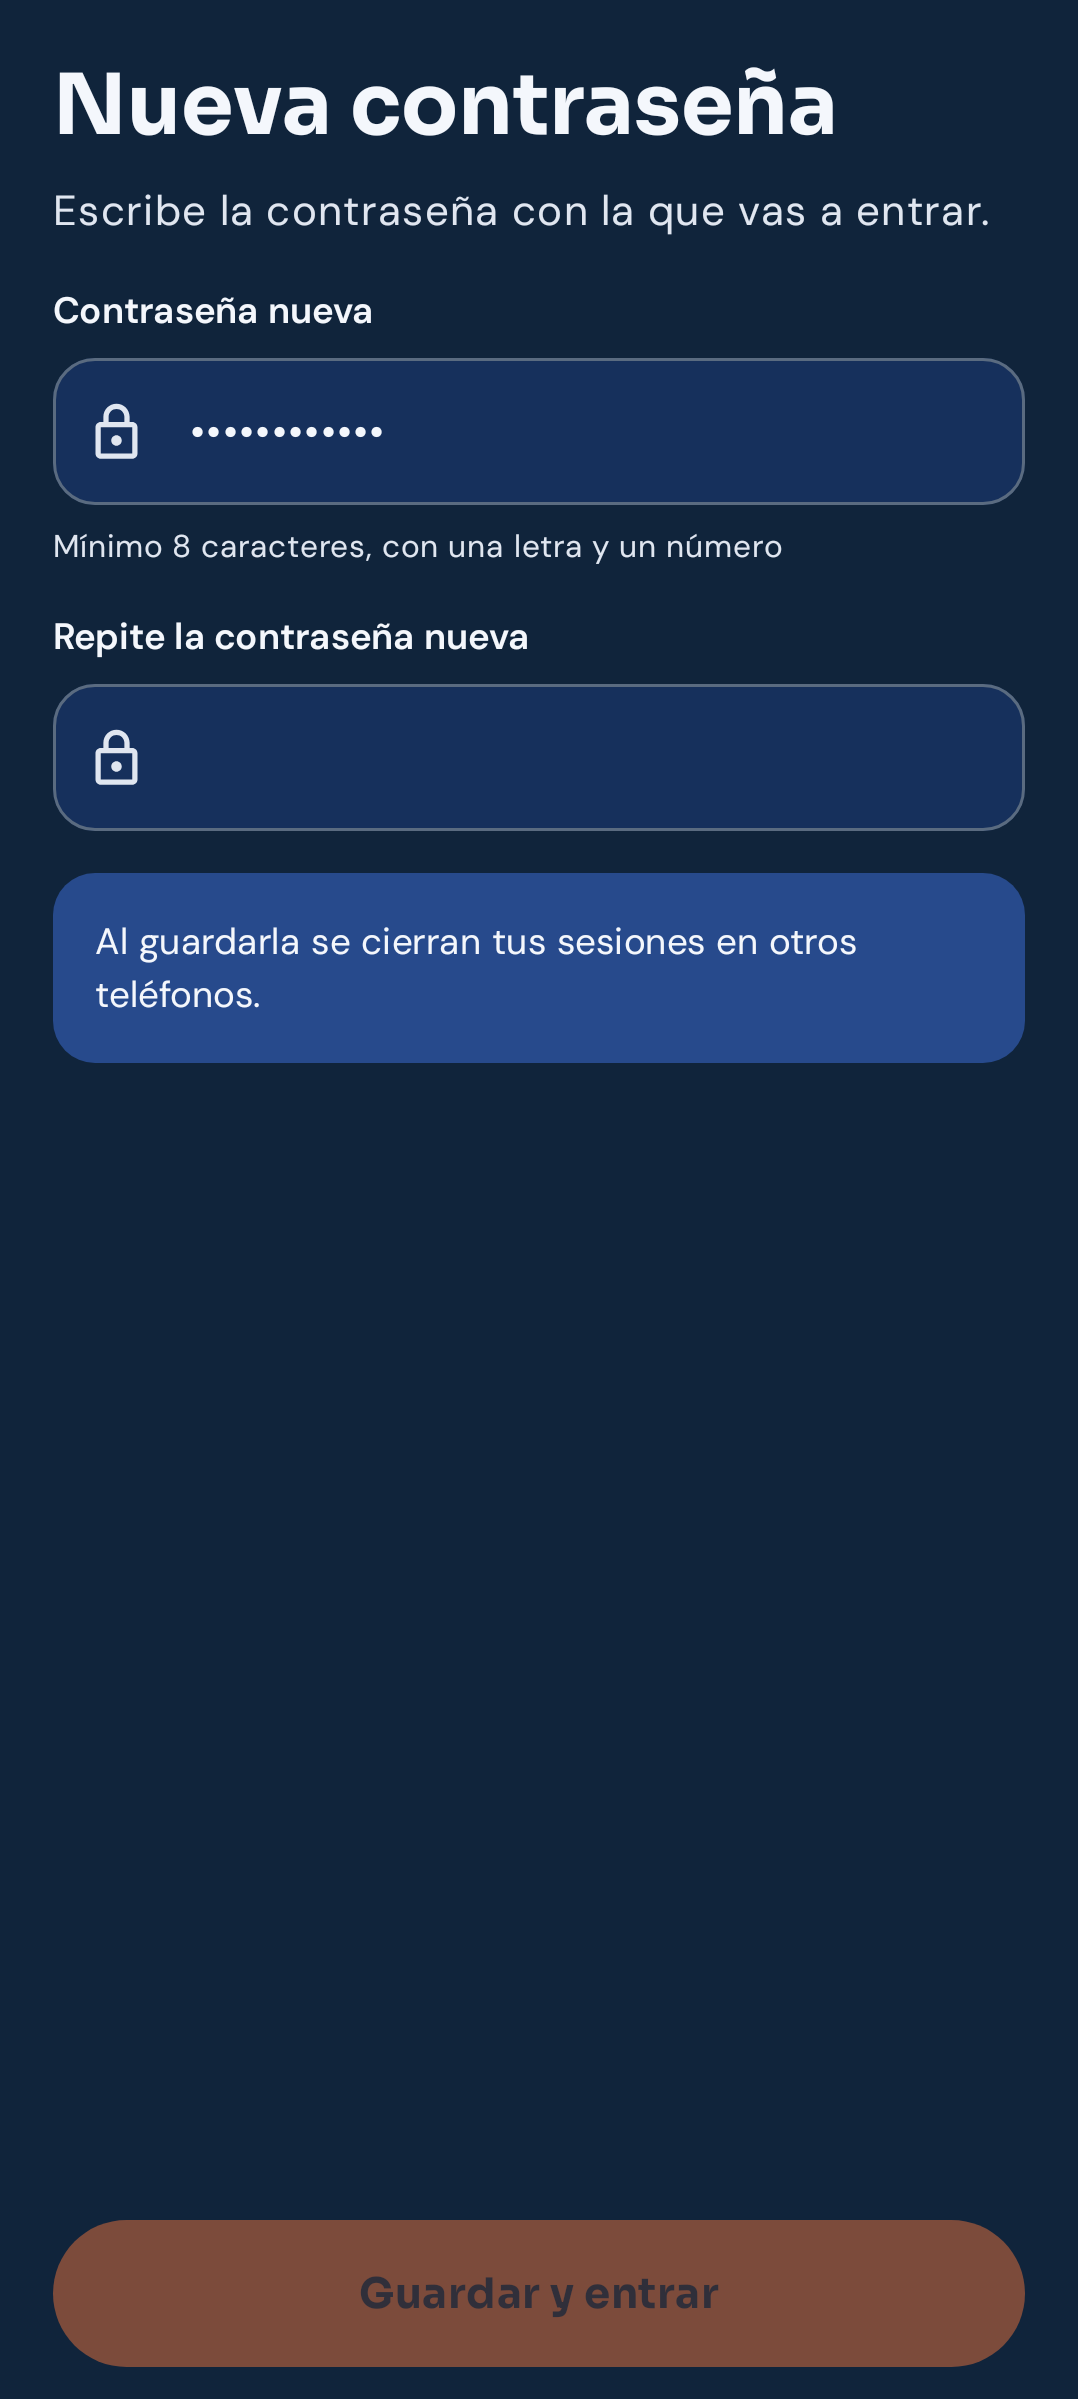 Nueva contraseña
Escribe la contraseña con la que vas a entrar.
Contraseña nueva
••••••••••••
Mínimo 8 caracteres, con una letra y un número
Repite la contraseña nueva
Al guardarla se cierran tus sesiones en otros
teléfonos.
Guardar y entrar